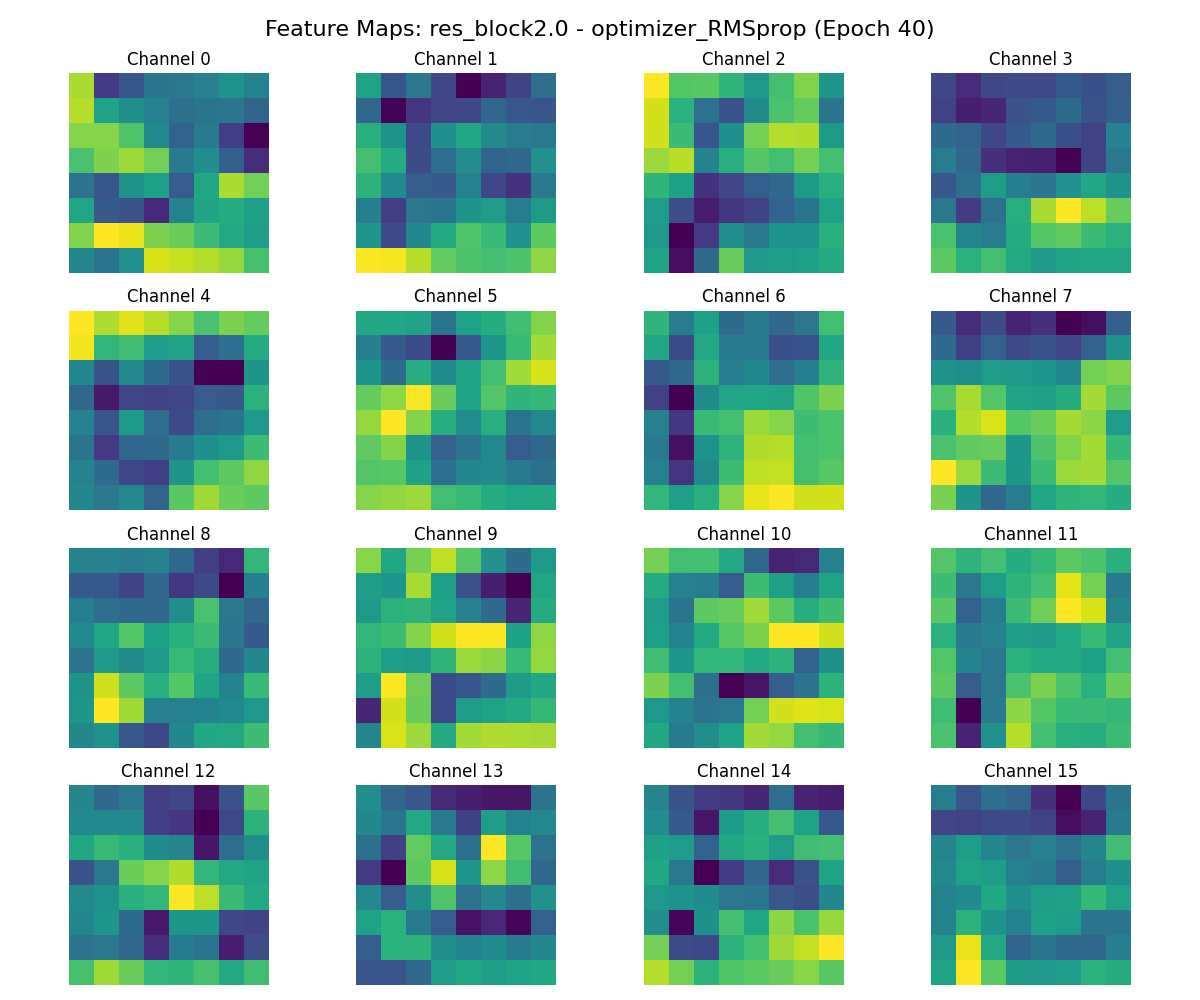 Feature Maps: res_block2.0 - optimizer_RMSprop (Epoch 40)
Channel 0 Channel 1 Channel 2 Channel 3
Channel 4 Channel 5 Channel 6 Channel 7
Channel 8 Channel 9 Channel 10 Channel 11
Channel 12 Channel 13 Channel 14 Channel 15